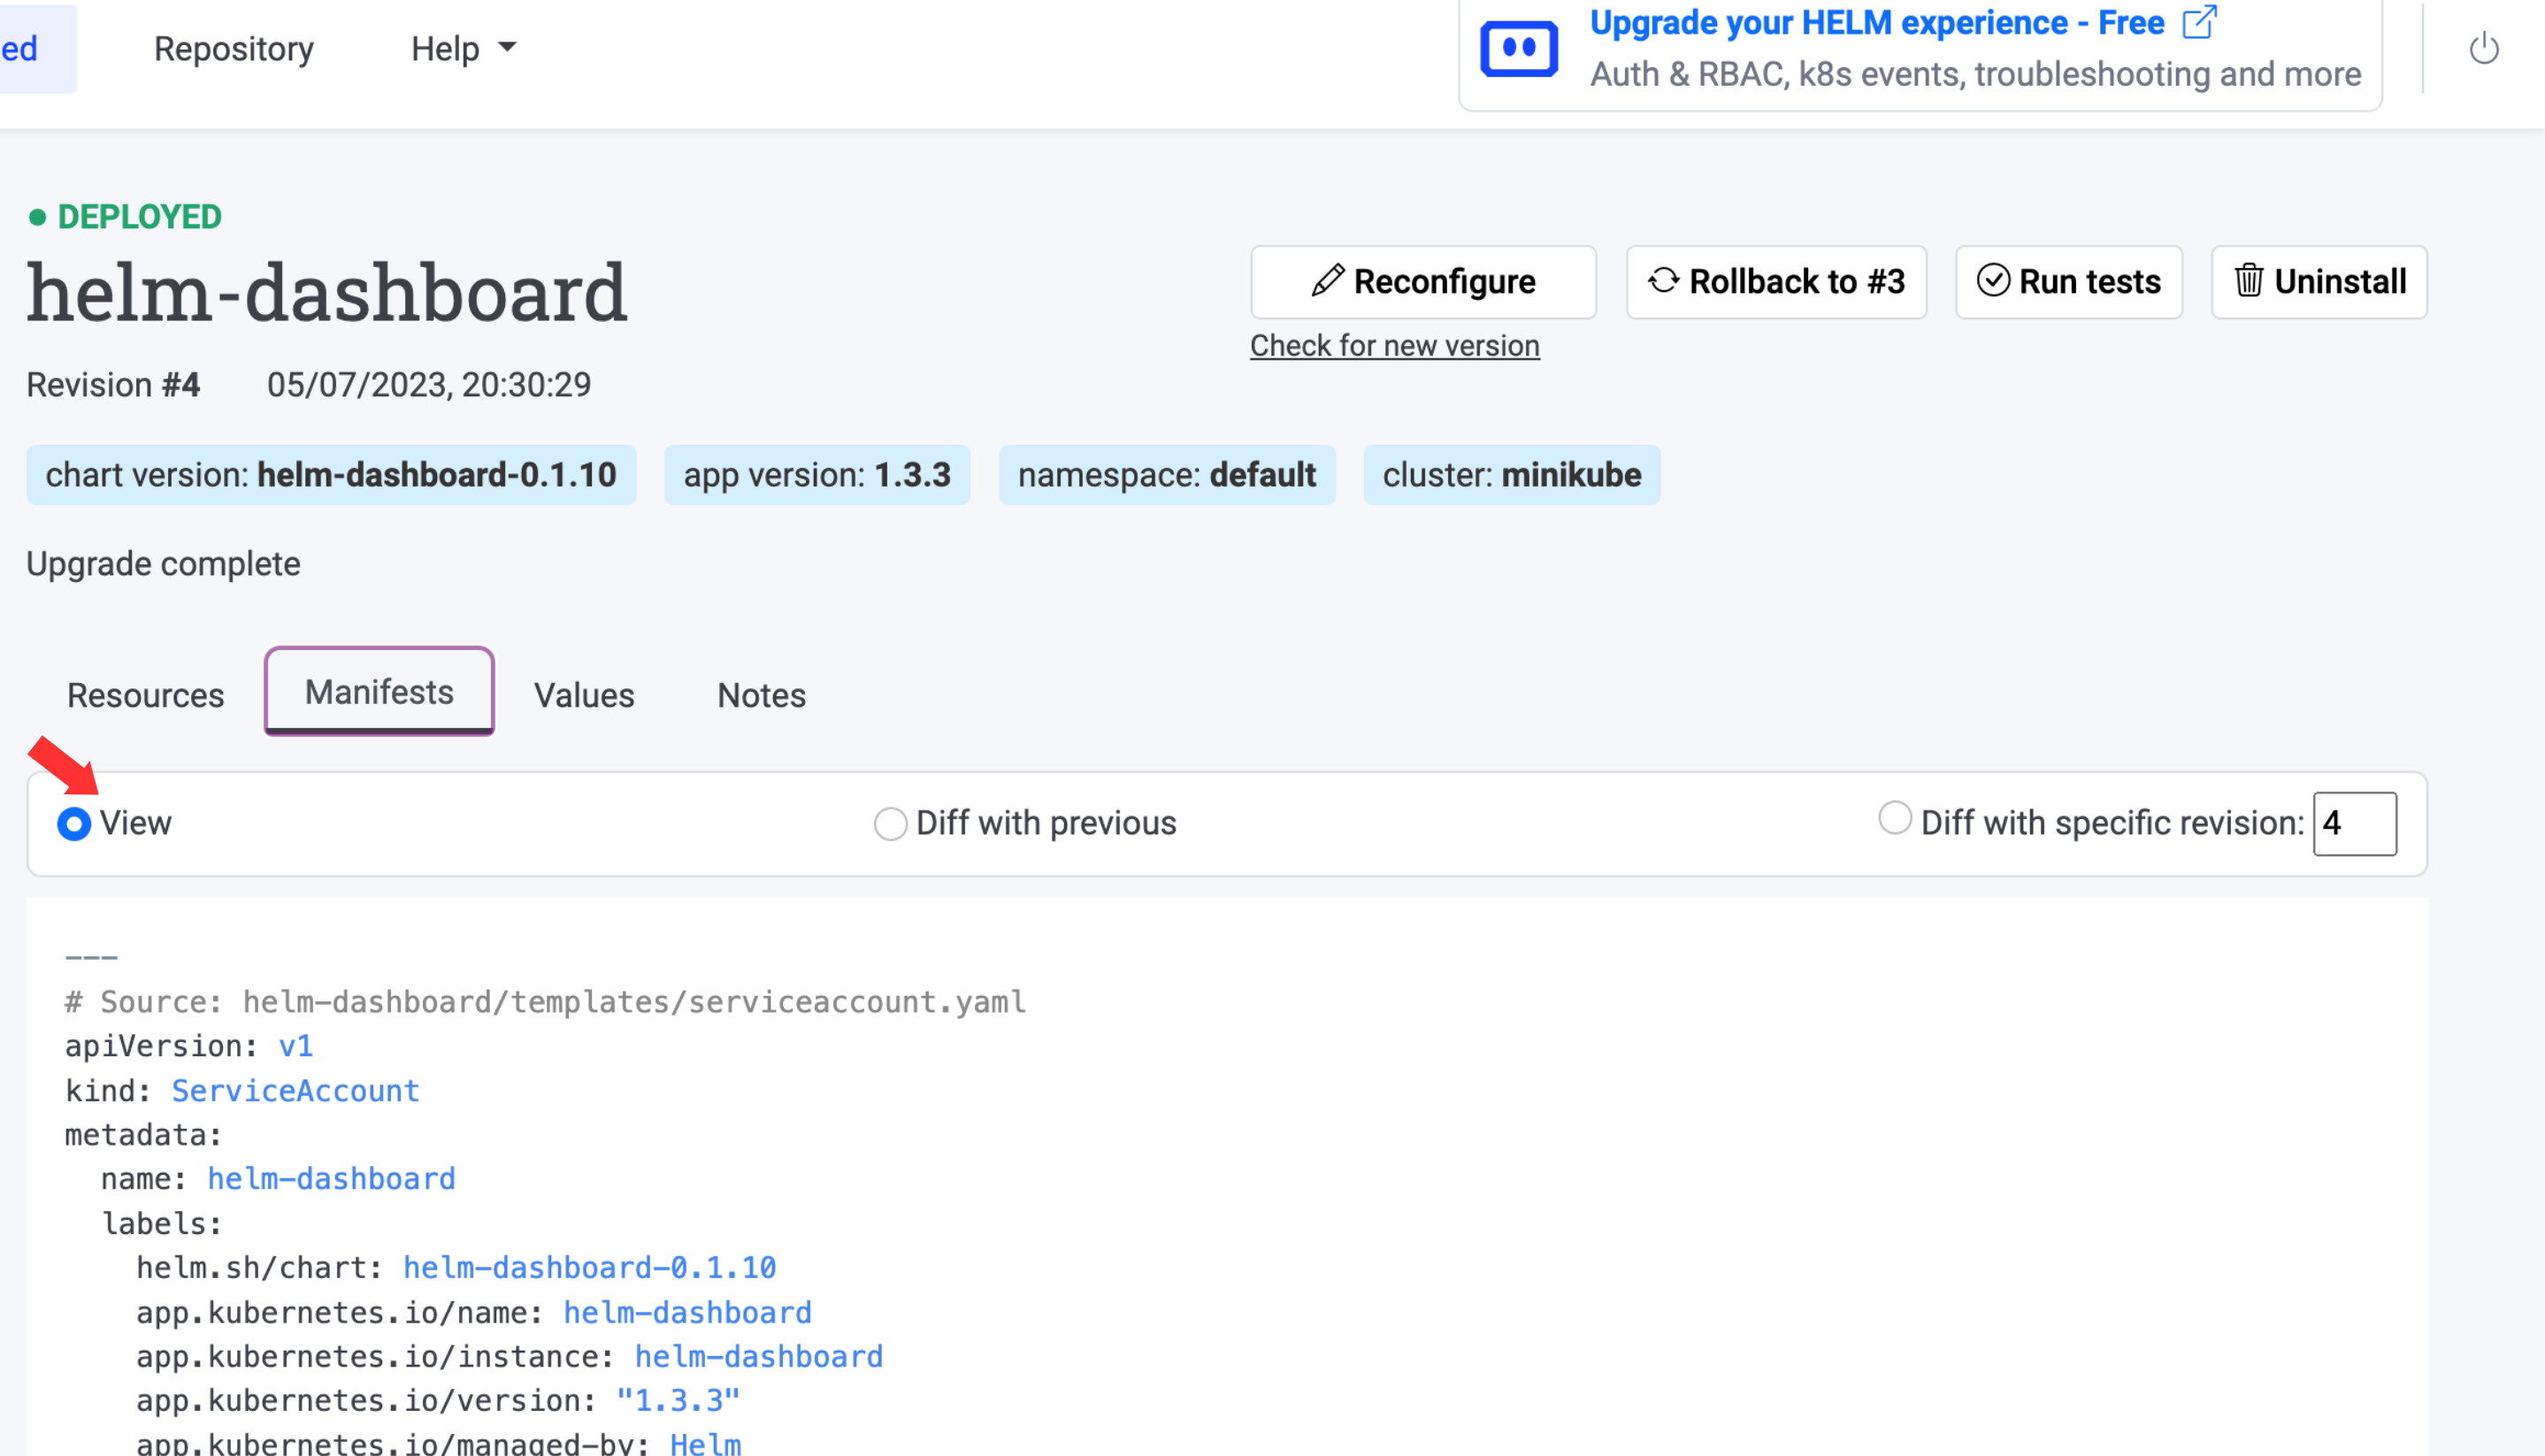 ed
Repository
Help
Upgrade your HELM experience - Free
Auth & RBAC, k8s events, troubleshooting and more
DEPLOYED
helm-dashboard
Reconfigure
Rollback to #3
Run tests
Uninstall
Check for new version
Revision #4 05/07/2023, 20:30:29
chart version: helm-dashboard-0.1.10
app version: 1.3.3
namespace: default
cluster: minikube
Upgrade complete
Resources
Manifests
Values
Notes
View
Diff with previous
Diff with specific revision: 4
---
# Source: helm-dashboard/templates/serviceaccount.yaml
apiVersion: v1
kind: ServiceAccount
metadata:
name: helm-dashboard
labels:
helm.sh/chart: helm-dashboard-0.1.10
app.kubernetes.io/name: helm-dashboard
app.kubernetes.io/instance: helm-dashboard
app.kubernetes.io/version: "1.3.3"
app.kubernetes.io/managed-by: Helm